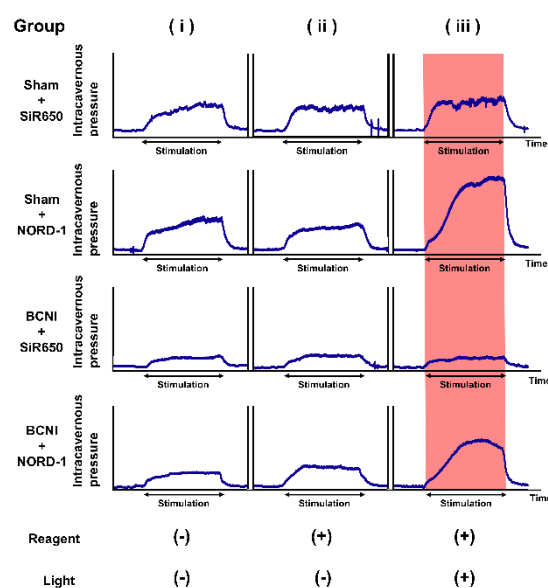 Group
( i )
( ii )
( iii )
Sham
+
SiR650
Intracavernous
pressure
Stimulation
Stimulation
Stimulation
Time
Sham
+
NORD-1
Intracavernous
pressure
Stimulation
Stimulation
Stimulation
Time
BCNI
+
SiR650
Intracavernous
pressure
Stimulation
Stimulation
Stimulation
Time
BCNI
+
NORD-1
Intracavernous
pressure
Stimulation
Stimulation
Stimulation
Time
Reagent
(-)
(+)
(+)
Light
(-)
(-)
(+)